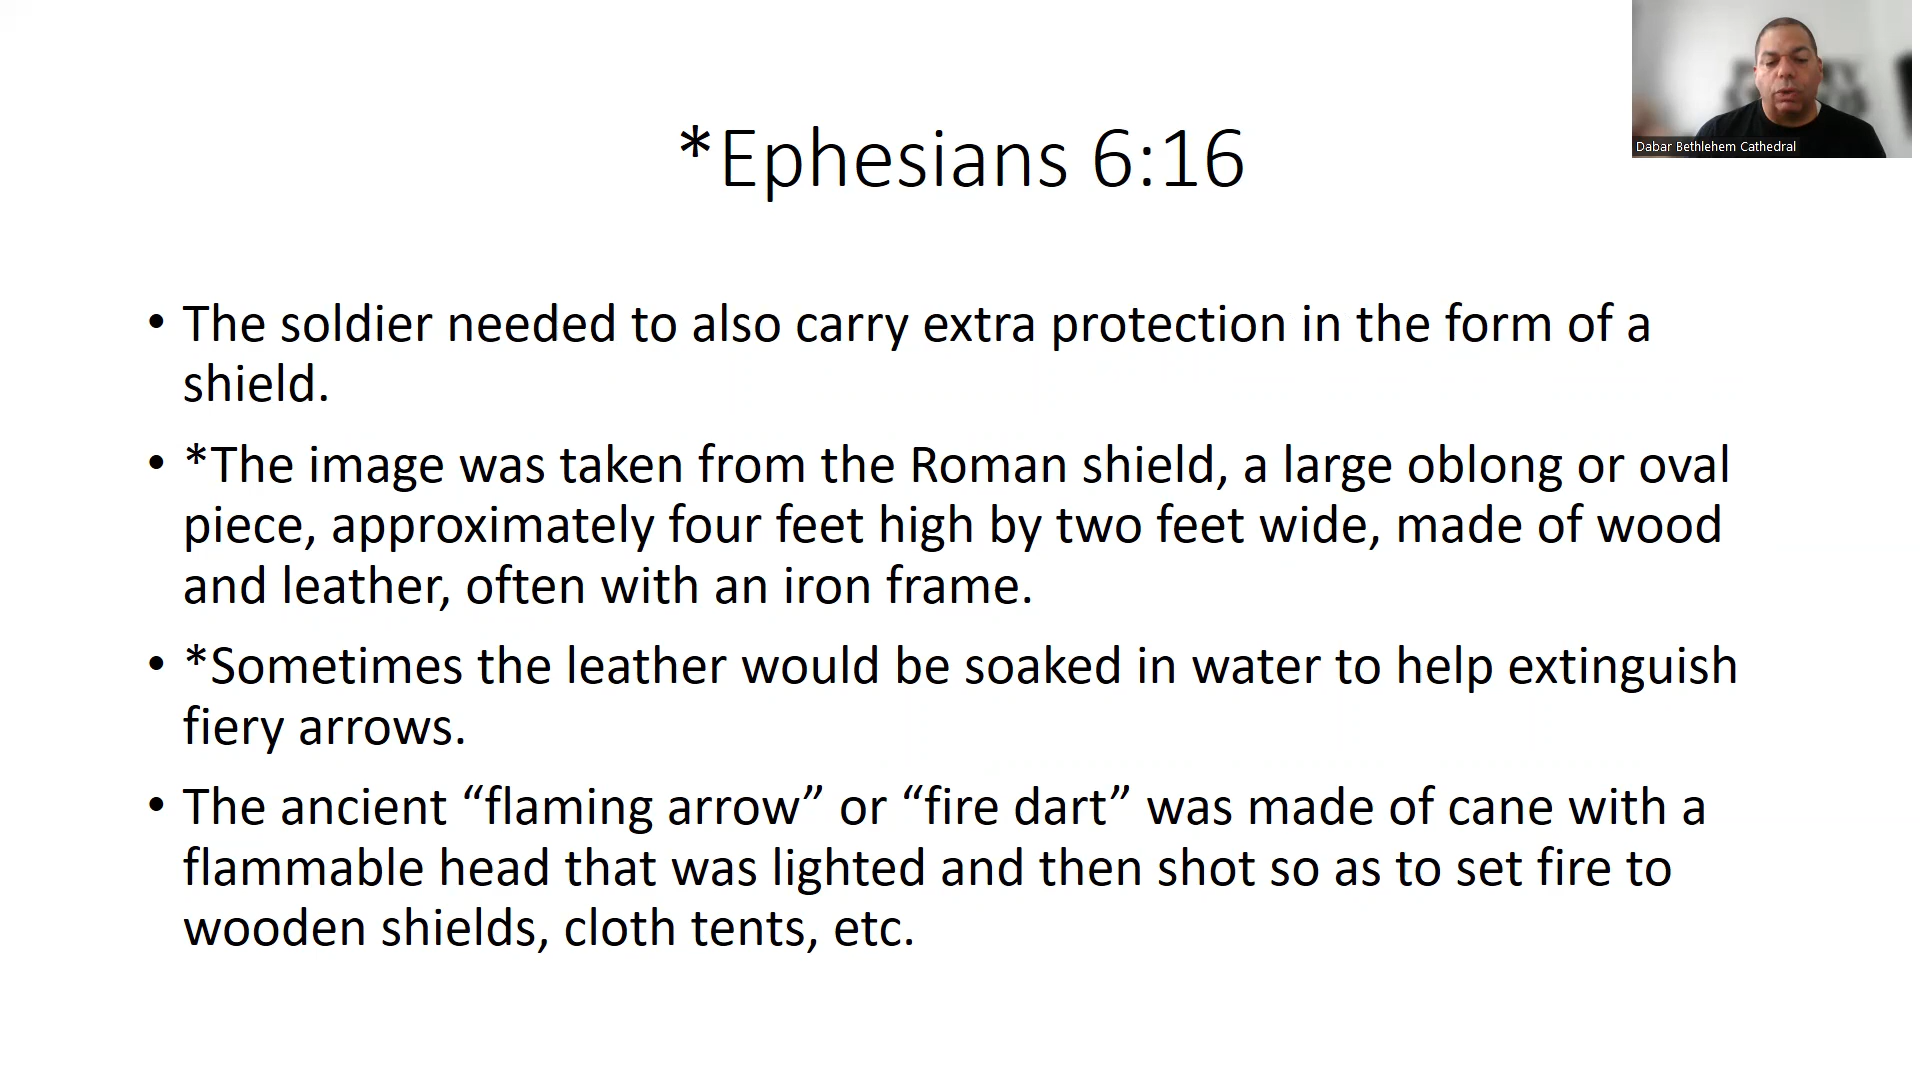 *Ephesians 6:16
Dabar Bethlehem Cathedral
• The soldier needed to also carry extra protection in the form of a
shield.
• *The image was taken from the Roman shield, a large oblong or oval
piece, approximately four feet high by two feet wide, made of wood
and leather, often with an iron frame.
• *Sometimes the leather would be soaked in water to help extinguish
fiery arrows.
• The ancient “flaming arrow” or “fire dart” was made of cane with a
flammable head that was lighted and then shot so as to set fire to
wooden shields, cloth tents, etc.